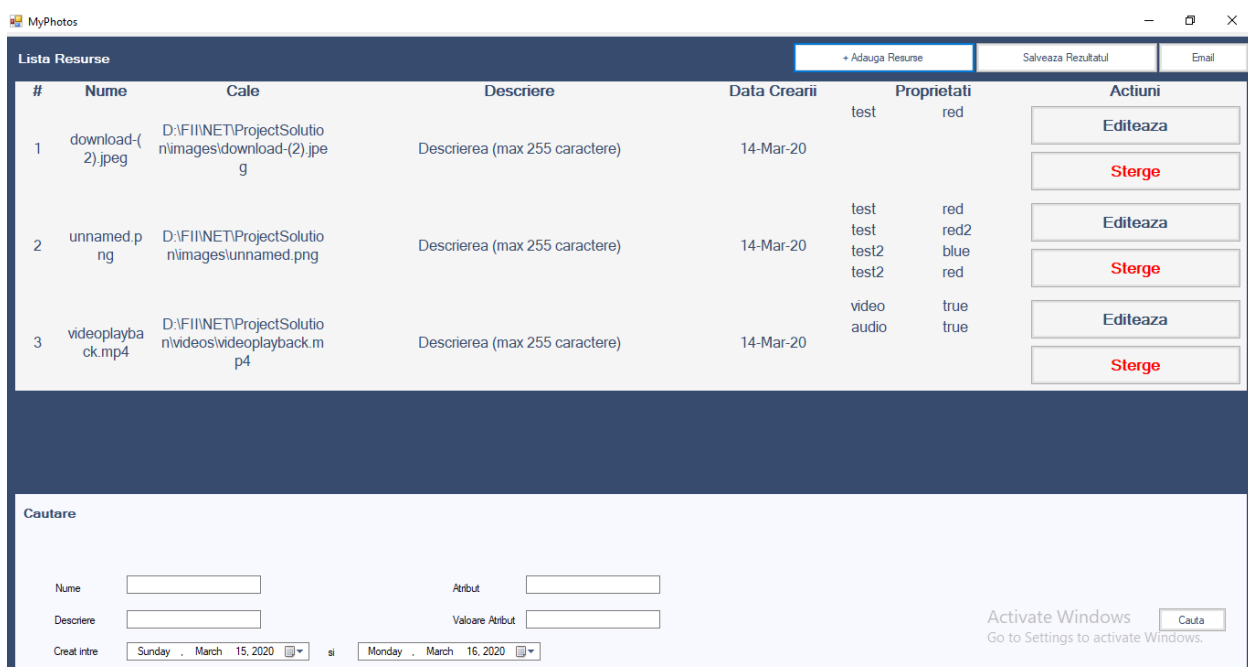 MyPhotos
Lista Resurse
+ Adauga Resurse
Salveaza Rezultatul
Email
# Nume Cale Descriere Data Crearii Proprietati Actiuni
1
download-(
2).jpeg
D:\FII\NET\ProjectSolutio
n\images\download-(2).jpe
g
Descrierea (max 255 caractere)
14-Mar-20
test red
Editeaza
Sterge
2
unnamed.p
ng
D:\FII\NET\ProjectSolutio
n\images\unnamed.png
Descrierea (max 255 caractere)
14-Mar-20
test red
test red2
test2 blue
test2 red
Editeaza
Sterge
3
videoplayba
ck.mp4
D:\FII\NET\ProjectSolutio
n\videos\videoplayback.m
p4
Descrierea (max 255 caractere)
14-Mar-20
video true
audio true
Editeaza
Sterge
Cautare
Nume
Atribut
Descriere
Valoare Atribut
Creat intre
Sunday , March 15, 2020
si
Monday , March 16, 2020
Cauta
Activate Windows
Go to Settings to activate Windows.